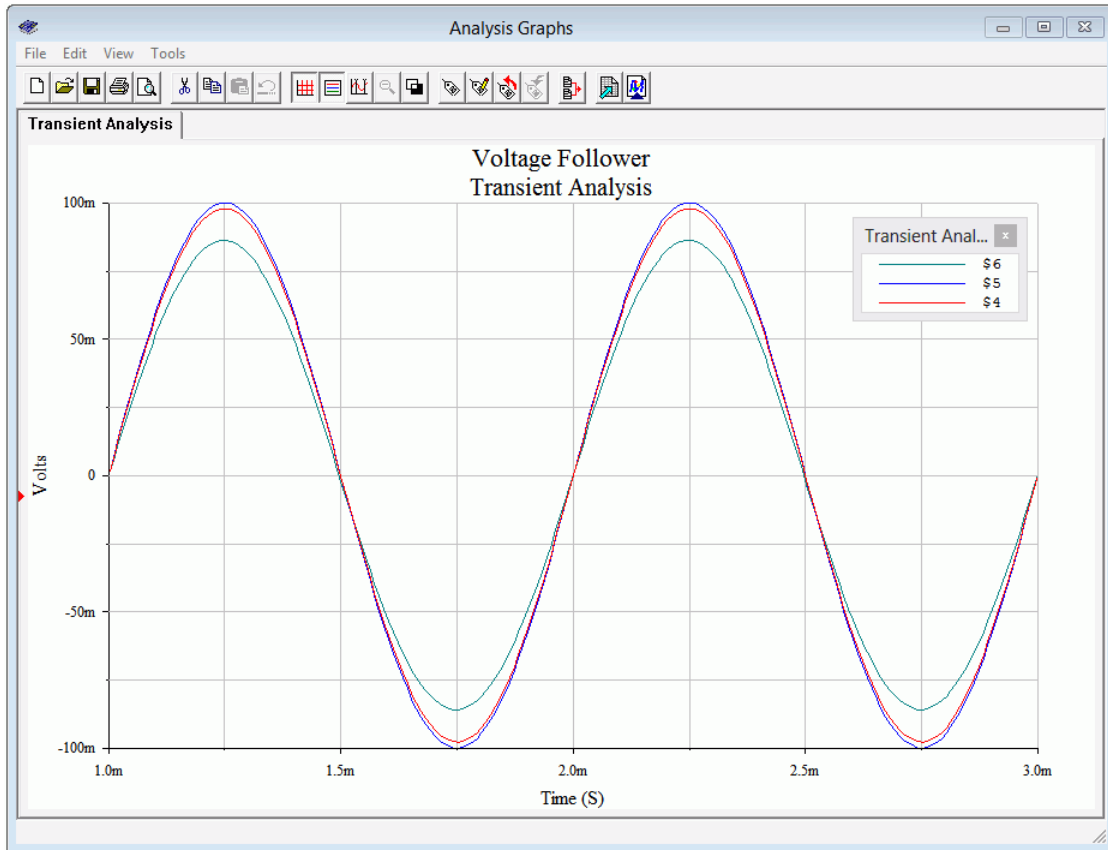 Analysis Graphs
File Edit View Tools
Transient Analysis
Voltage Follower
Transient Analysis
100m
50m
0
-50m
-100m
Volts
1.0m 1.5m 2.0m 2.5m 3.0m
Time (S)
Transient Anal... x
$6
$5
$4